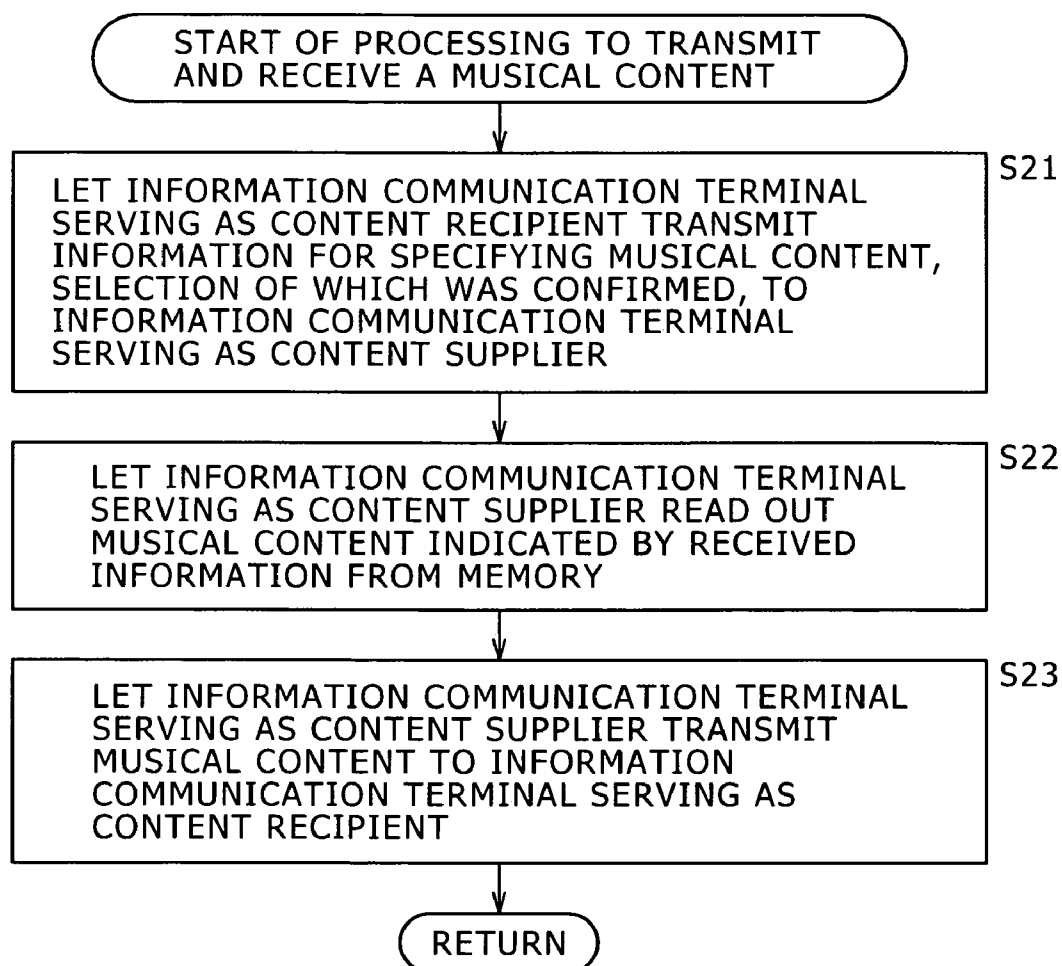 START OF PROCESSING TO TRANSMIT
AND RECEIVE A MUSICAL CONTENT
S21
LET INFORMATION COMMUNICATION TERMINAL
SERVING AS CONTENT RECIPIENT TRANSMIT
INFORMATION FOR SPECIFYING MUSICAL CONTENT,
SELECTION OF WHICH WAS CONFIRMED, TO
INFORMATION COMMUNICATION TERMINAL
SERVING AS CONTENT SUPPLIER
S22
LET INFORMATION COMMUNICATION TERMINAL
SERVING AS CONTENT SUPPLIER READ OUT
MUSICAL CONTENT INDICATED BY RECEIVED
INFORMATION FROM MEMORY
S23
LET INFORMATION COMMUNICATION TERMINAL
SERVING AS CONTENT SUPPLIER TRANSMIT
MUSICAL CONTENT TO INFORMATION
COMMUNICATION TERMINAL SERVING AS
CONTENT RECIPIENT
RETURN